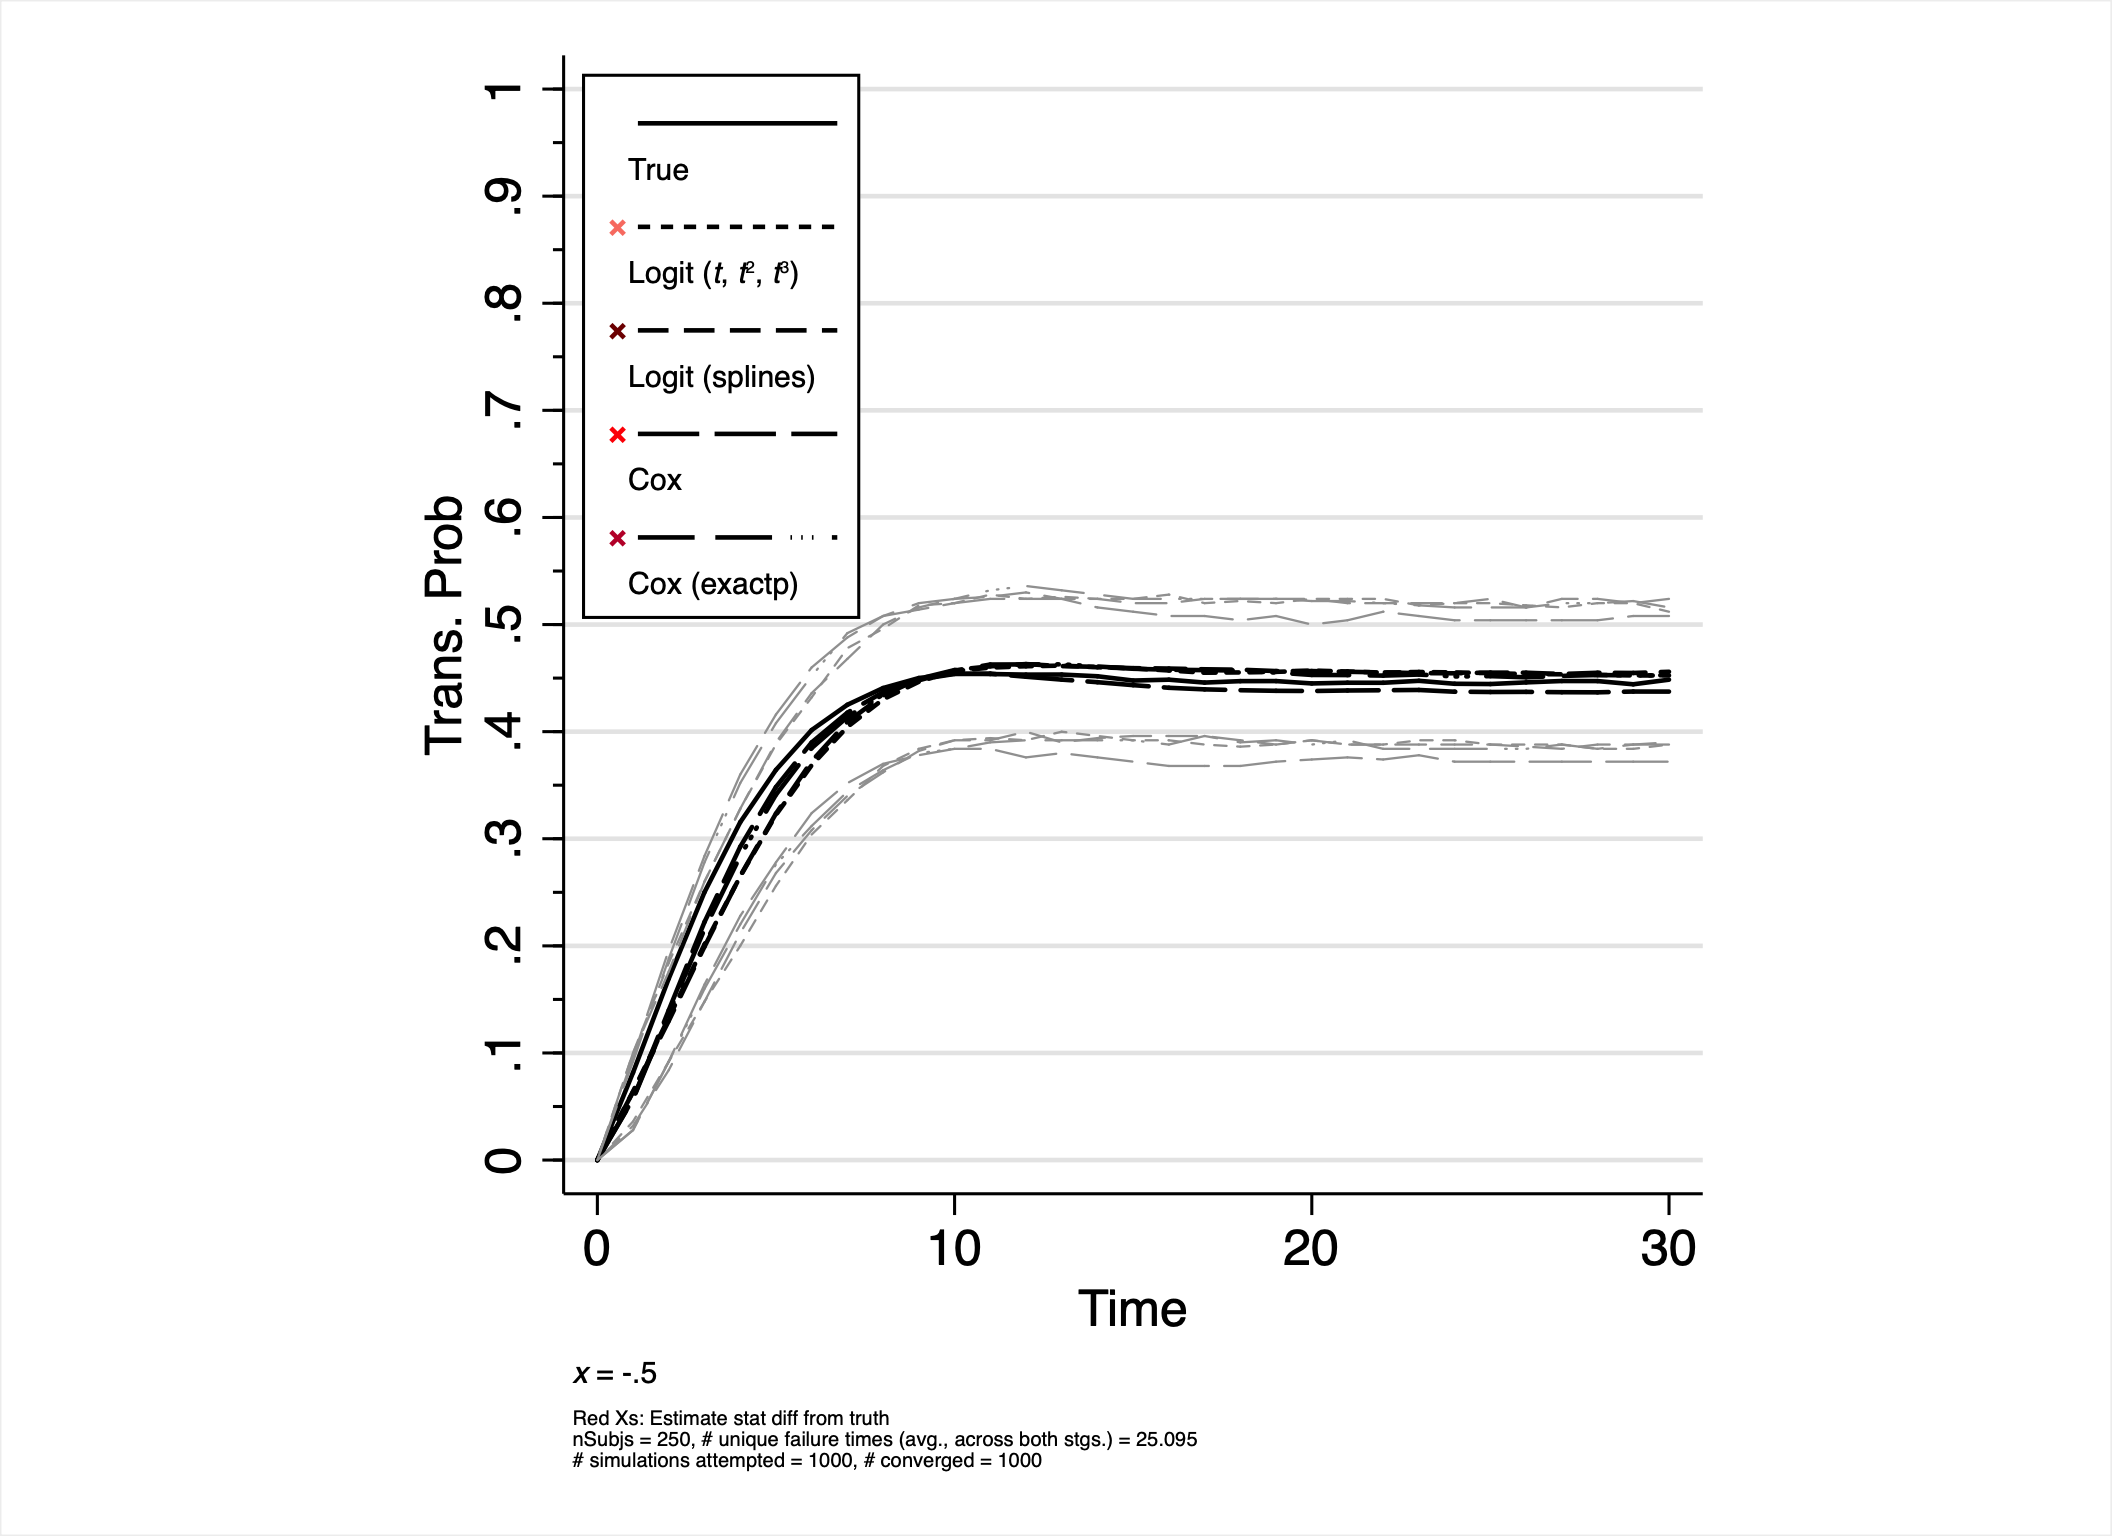 Trans. Prob
1
.9
.8
.7
.6
.5
.4
.3
.2
.1
0
True
Logit (t, t², t³)
Logit (splines)
Cox
Cox (exactp)
0 10 20 30
Time
x = -.5
Red Xs: Estimate stat diff from truth
nSubjs = 250, # unique failure times (avg., across both stgs.) = 25.095
# simulations attempted = 1000, # converged = 1000